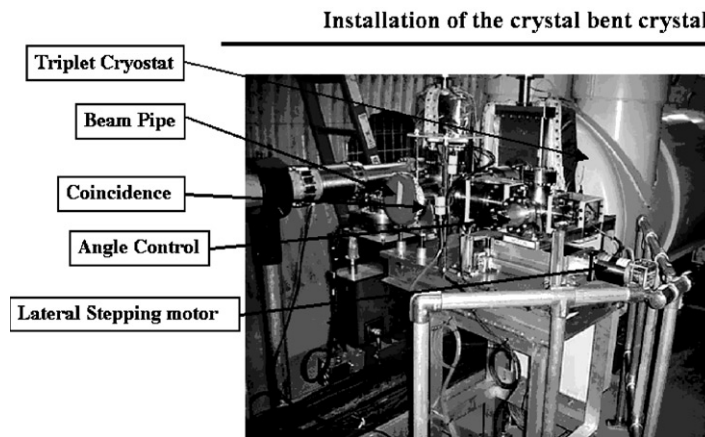 Installation of the crystal bent crystal
Triplet Cryostat
Beam Pipe
Coincidence
Angle Control
Lateral Stepping motor